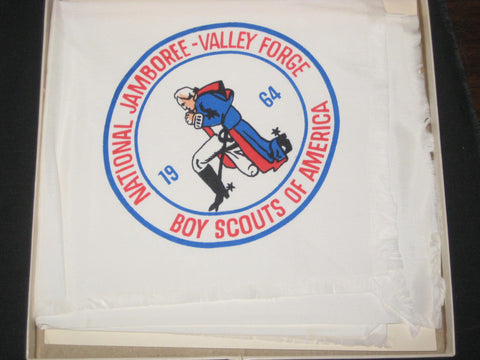 NATIONAL JAMBOREE - VALLEY FORGE
19 64
BOY SCOUTS OF AMERICA